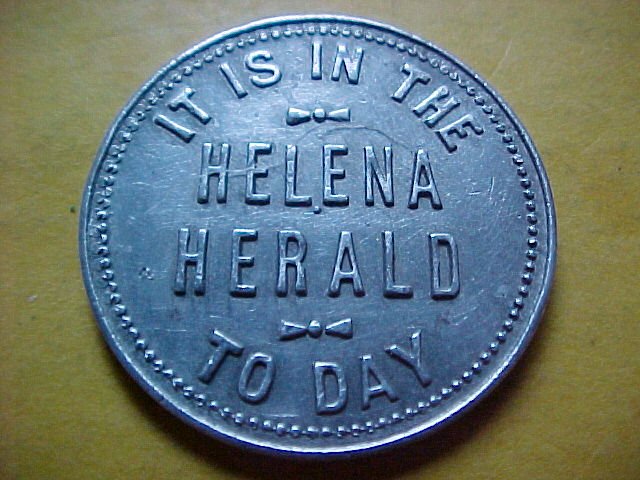 IT IS IN THE
HELENA
HERALD
TO DAY